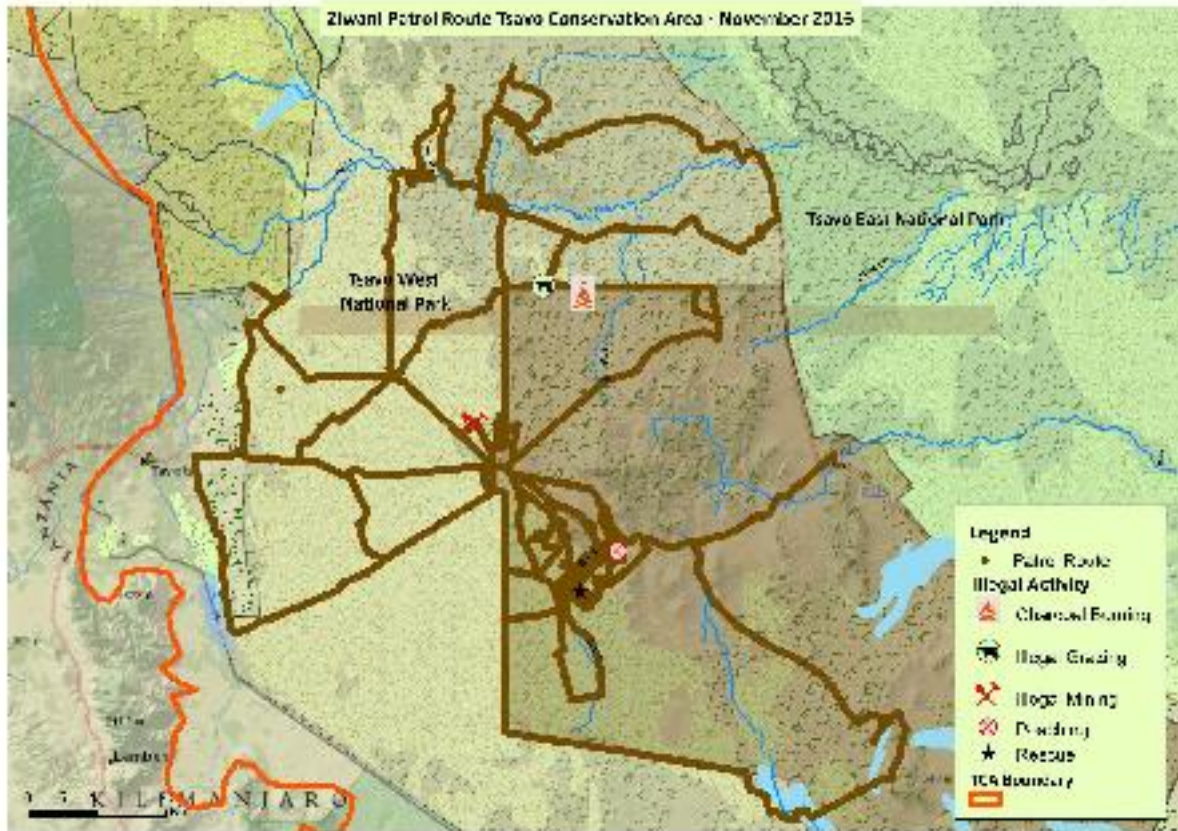 Ziwani Patrol Route Tsavo Conservation Area - November 2016
Tsavo East National Park
Tsavo West
National Park
TANZANIA
KILIMANJARO
Legend
Patrol Route
Illegal Activity
Charcoal Burning
Illegal Grazing
Illegal Mining
Poaching
Rescue
TCA Boundary